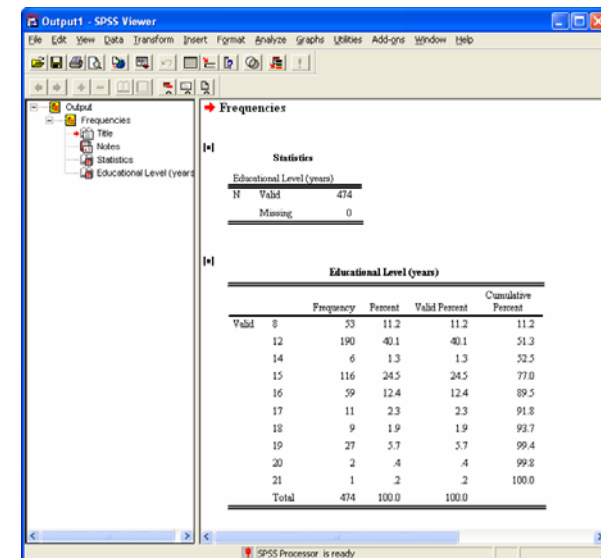 Output1 - SPSS Viewer
File Edit View Data Transform Insert Format Analyze Graphs Utilities Add-ons Window Help
Output
Frequencies
Title
Notes
Statistics
Educational Level (years
Frequencies
Statistics
Educational Level (years)
N Valid 474
Missing 0
Educational Level (years)
Frequency Percent Valid Percent Cumulative Percent
Valid 8 53 11.2 11.2 11.2
12 190 40.1 40.1 51.3
14 6 1.3 1.3 52.5
15 116 24.5 24.5 77.0
16 59 12.4 12.4 89.5
17 11 2.3 2.3 91.8
18 9 1.9 1.9 93.7
19 27 5.7 5.7 99.4
20 2 .4 .4 99.8
21 1 .2 .2 100.0
Total 474 100.0 100.0
SPSS Processor is ready